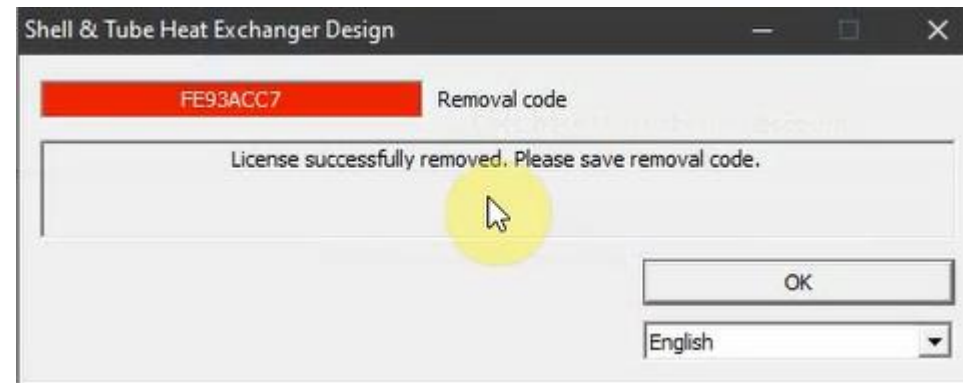 Shell & Tube Heat Exchanger Design
FE93ACC7 Removal code
License successfully removed. Please save removal code.
OK
English